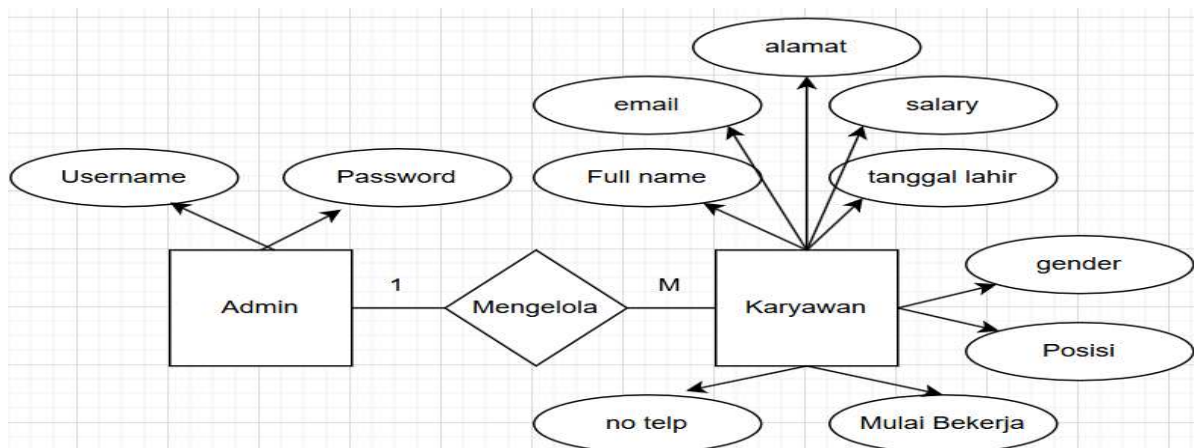 alamat
email
salary
Username
Password
Full name
tanggal lahir
gender
Admin
1
Mengelola
M
Karyawan
Posisi
no telp
Mulai Bekerja